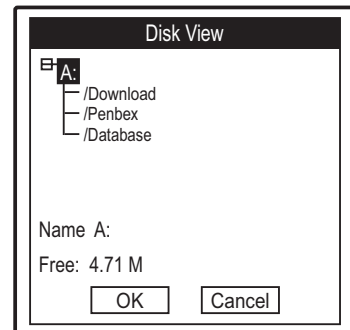 Disk View
A:
/Download
/Penbex
/Database
Name A:
Free: 4.71 M
OK Cancel